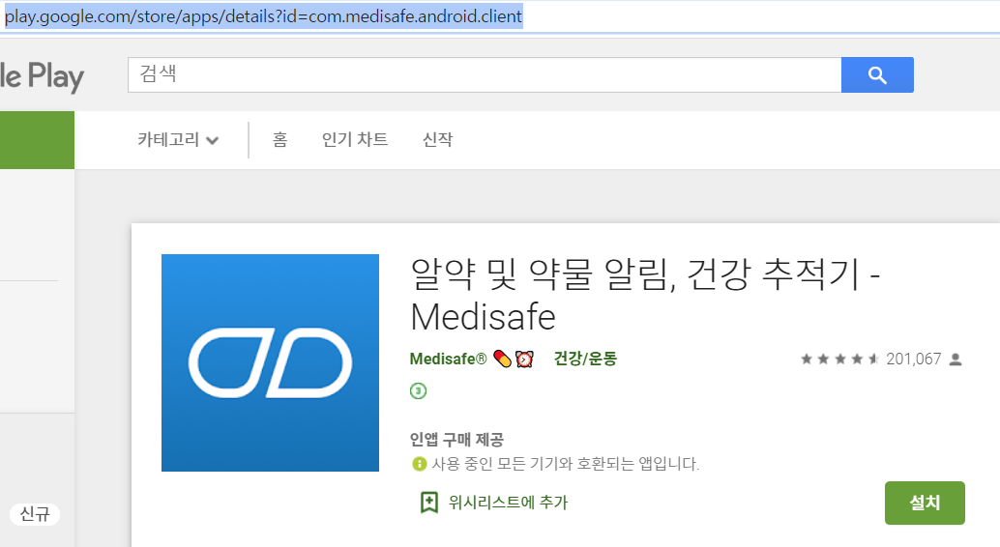 play.google.com/store/apps/details?id=com.medisafe.android.client
le Play
검색
카테고리
홈
인기 차트
신작
알약 및 약물 알림, 건강 추적기 -
Medisafe
Medisafe® 💊⏰ 건강/운동
201,067
3
인앱 구매 제공
사용 중인 모든 기기와 호환되는 앱입니다.
위시리스트에 추가
설치
신규